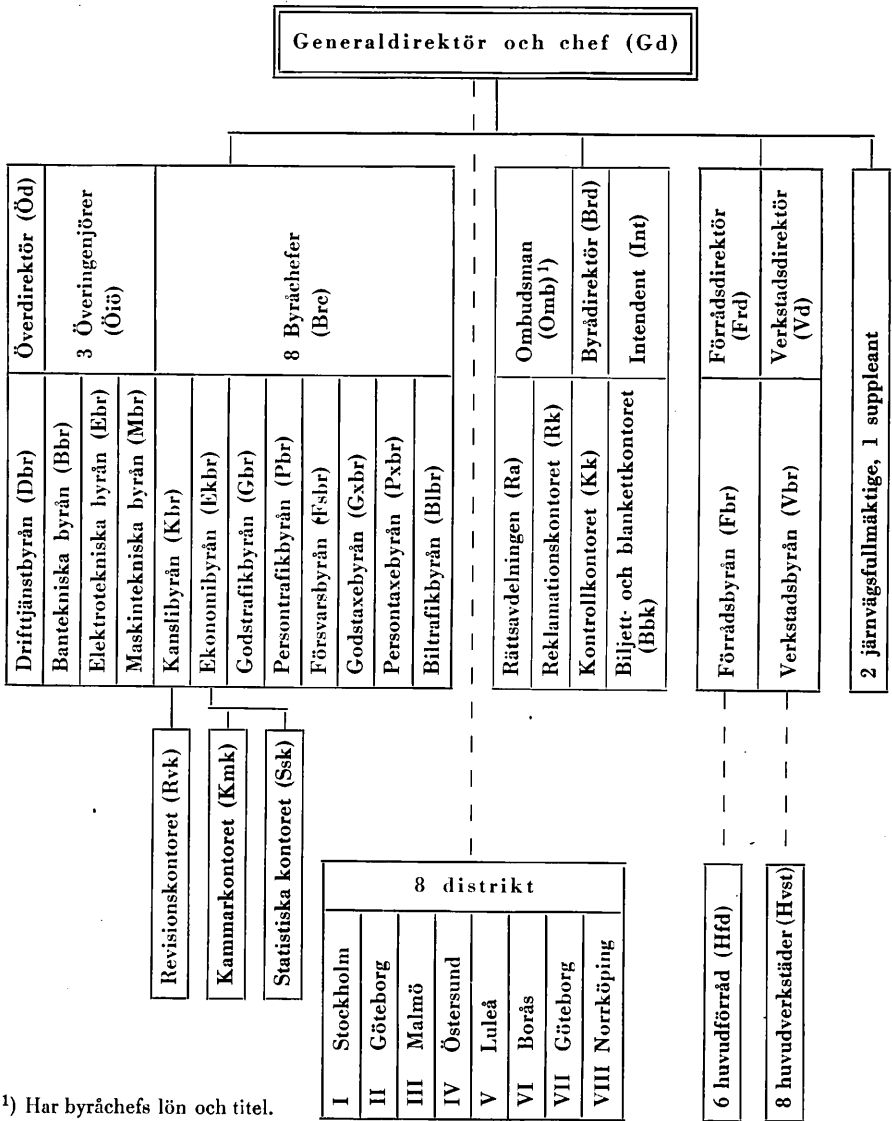 Generaldirektör och chef (Gd)
Överdirektör (Öd)
3 Överingenjörer
(Öiö)
8 Byråchefer
(Brc)
Drifttjänstbyrån (Dbr)
Bantekniska byrån (Bbr)
Elektrotekniska byrån (Ebr)
Maskintekniska byrån (Mbr)
Kanslibyrån (Kbr)
Ekonomibyrån (Ekbr)
Godstrafikbyrån (Gbr)
Persontrafikbyrån (Pbr)
Försvarsbyrån (Fsbr)
Godstaxebyrån (Gxbr)
Persontaxebyrån (Pxbr)
Biltrafikbyrån (Blbr)
Revisionskontoret (Rvk)
Kammarkontoret (Kmk)
Statistiska kontoret (Ssk)
8 distrikt
I Stockholm
II Göteborg
III Malmö
IV Östersund
V Luleå
VI Borås
VII Göteborg
VIII Norrköping
Ombudsman
(Omb) ¹)
Byrådirektör (Brd)
Intendent (Int)
Rättsavdelningen (Ra)
Reklamationskontoret (Rk)
Kontrollkontoret (Kk)
Biljett- och blankettkontoret
(Bbk)
Förrådsdirektör
(Frd)
Verkstadsdirektör
(Vd)
Förrådsbyrån (Fbr)
Verkstadsbyrån (Vbr)
6 huvudförråd (Hfd)
8 huvudverkstäder (Hvst)
2 järnvägsfullmäktige, 1 suppleant
¹) Har byråchefs lön och titel.